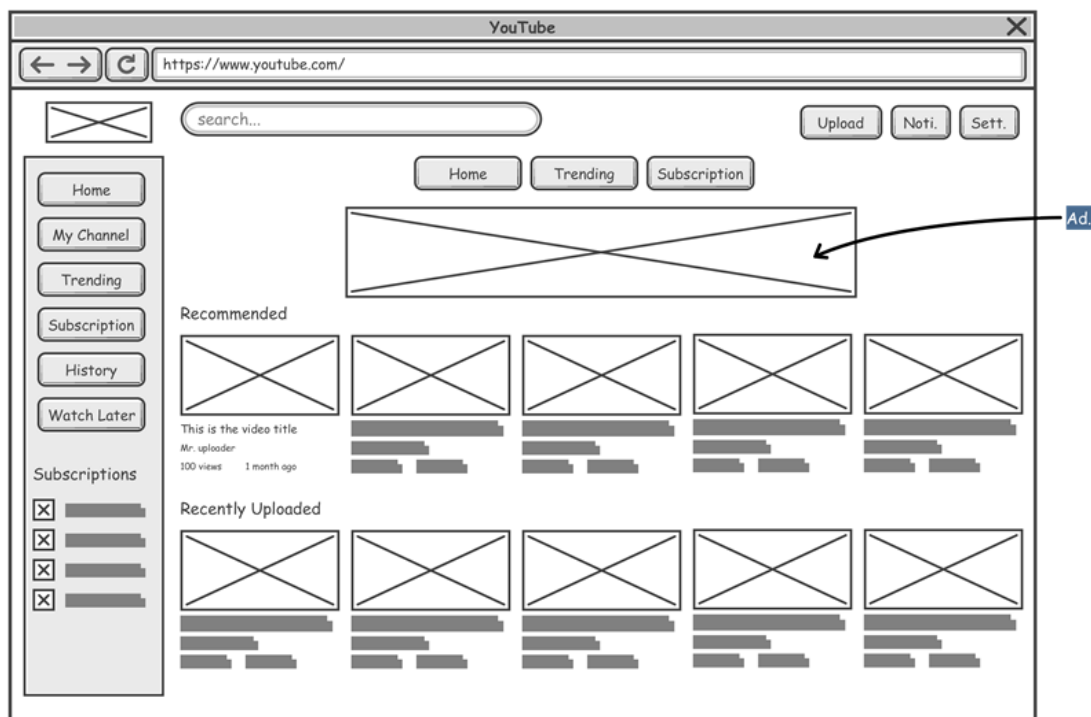 YouTube
https://www.youtube.com/
search...
Upload
Noti.
Sett.
Home
Trending
Subscription
Ad.
Home
My Channel
Trending
Subscription
History
Watch Later
Subscriptions
Recommended
This is the video title
Mr. uploader
100 views 1 month ago
Recently Uploaded